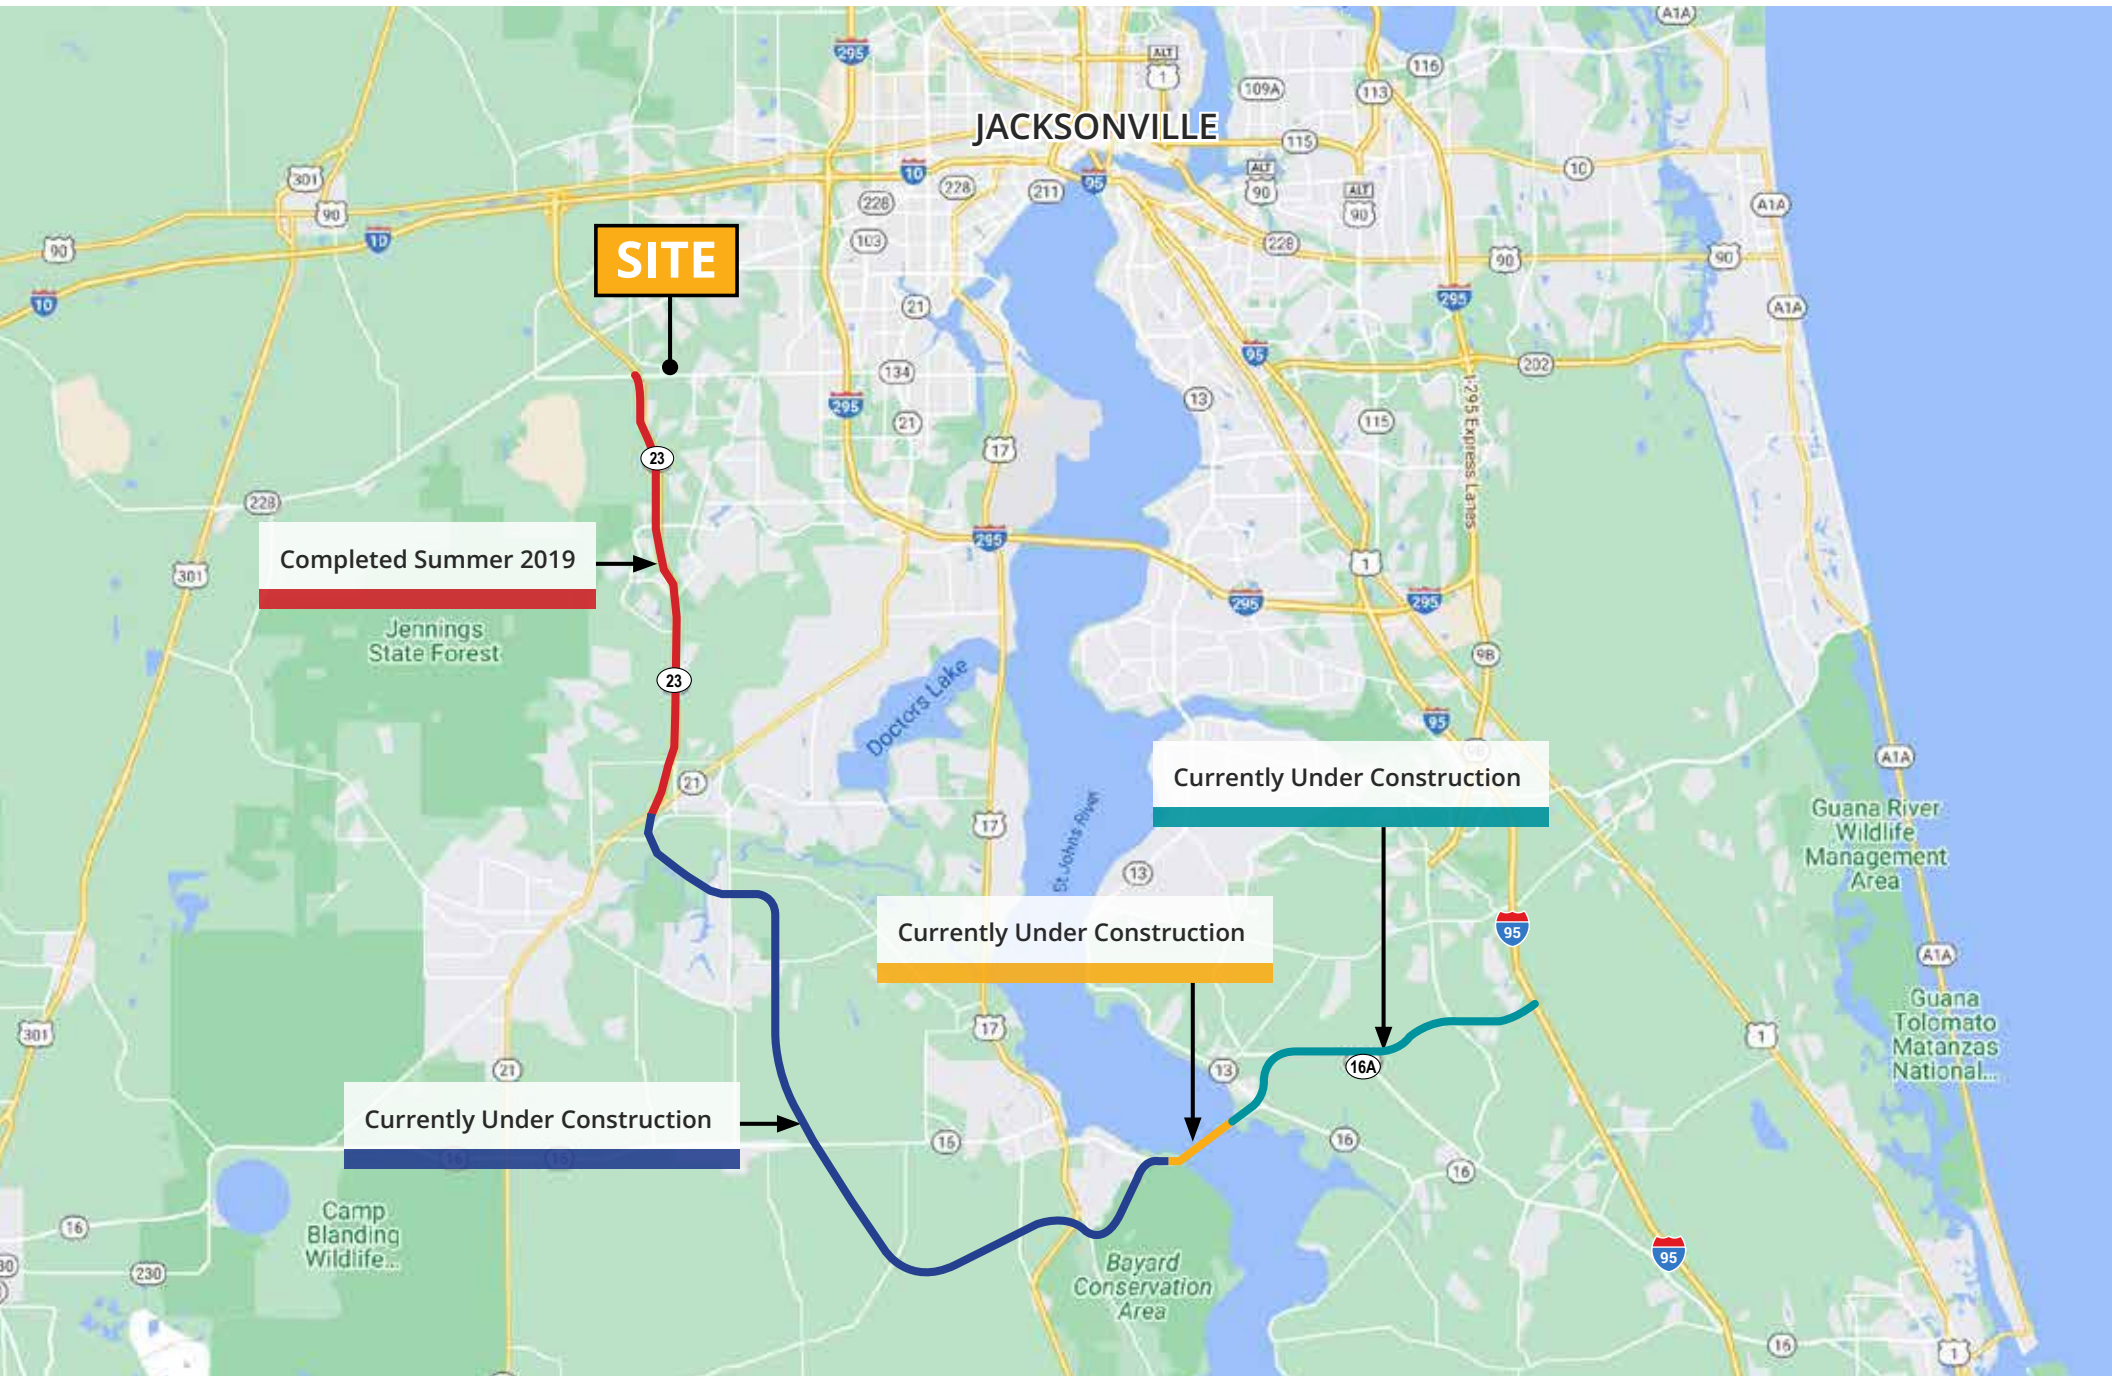 A1A
295
ALT
1
116
109A
113
JACKSONVILLE
115
10
10
ALT
90
228
228
211
95
301
ALT
90
A1A
90
10
90
103
228
90
90
SITE
10
21
295
A1A
95
134
202
295
13
I-295 Express Lanes
21
115
17
23
228
295
Completed Summer 2019
1
301
295
295
Jennings
State Forest
9B
23
Doctors Lake
95
9B
A1A
Currently Under Construction
21
St Johns River
17
Guana River
Wildlife
Management
Area
13
Currently Under Construction
95
A1A
Guana
Tolomato
Matanzas
National...
17
301
1
21
13
16A
Currently Under Construction
16
16
15
16
16
Camp
Blanding
Wildlife...
16
230
95
Bayard
Conservation
Area
16
1